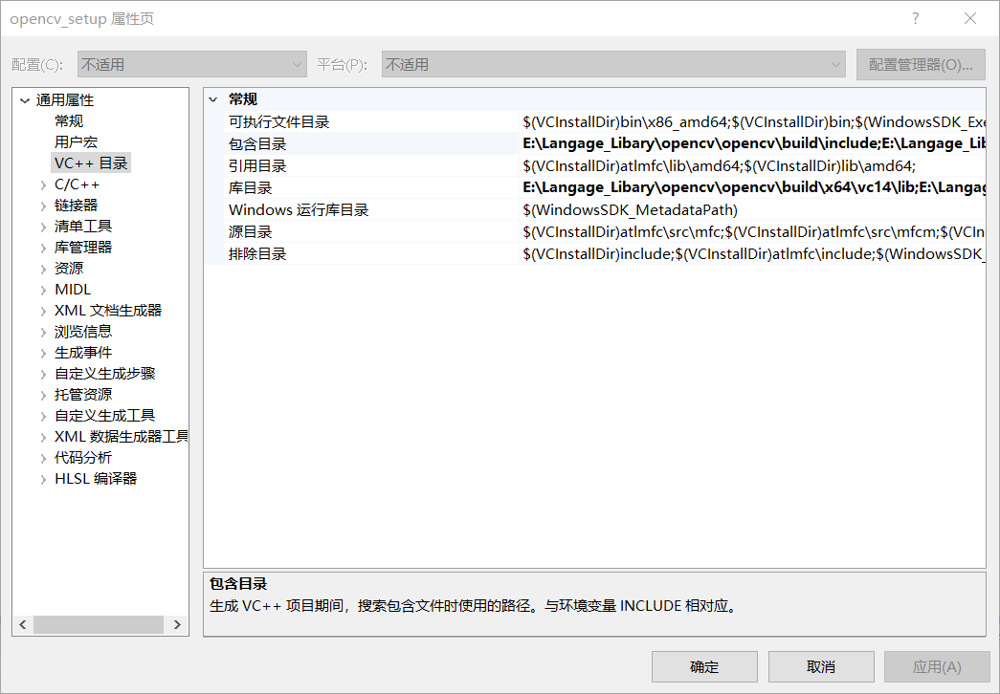 opencv_setup 属性页
配置(C): 不适用 平台(P): 不适用 配置管理器(O)...
通用属性
常规
用户宏
VC++ 目录
C/C++
链接器
清单工具
库管理器
资源
MIDL
XML 文档生成器
浏览信息
生成事件
自定义生成步骤
托管资源
自定义生成工具
XML 数据生成器工具
代码分析
HLSL 编译器
常规
可执行文件目录 $(VCInstallDir)bin\x86_amd64;$(VCInstallDir)bin;$(WindowsSDK_Exe
包含目录 E:\Langage_Libary\opencv\opencv\build\include;E:\Langage_Lib
引用目录 $(VCInstallDir)atlmfc\lib\amd64;$(VCInstallDir)lib\amd64;
库目录 E:\Langage_Libary\opencv\opencv\build\x64\vc14\lib;E:\Langag
Windows 运行库目录 $(WindowsSDK_MetadataPath)
源目录 $(VCInstallDir)atlmfc\src\mfc;$(VCInstallDir)atlmfc\src\mfcm;$(VCIn
排除目录 $(VCInstallDir)include;$(VCInstallDir)atlmfc\include;$(WindowsSDK_
包含目录
生成 VC++ 项目期间，搜索包含文件时使用的路径。与环境变量 INCLUDE 相对应。
确定 取消 应用(A)